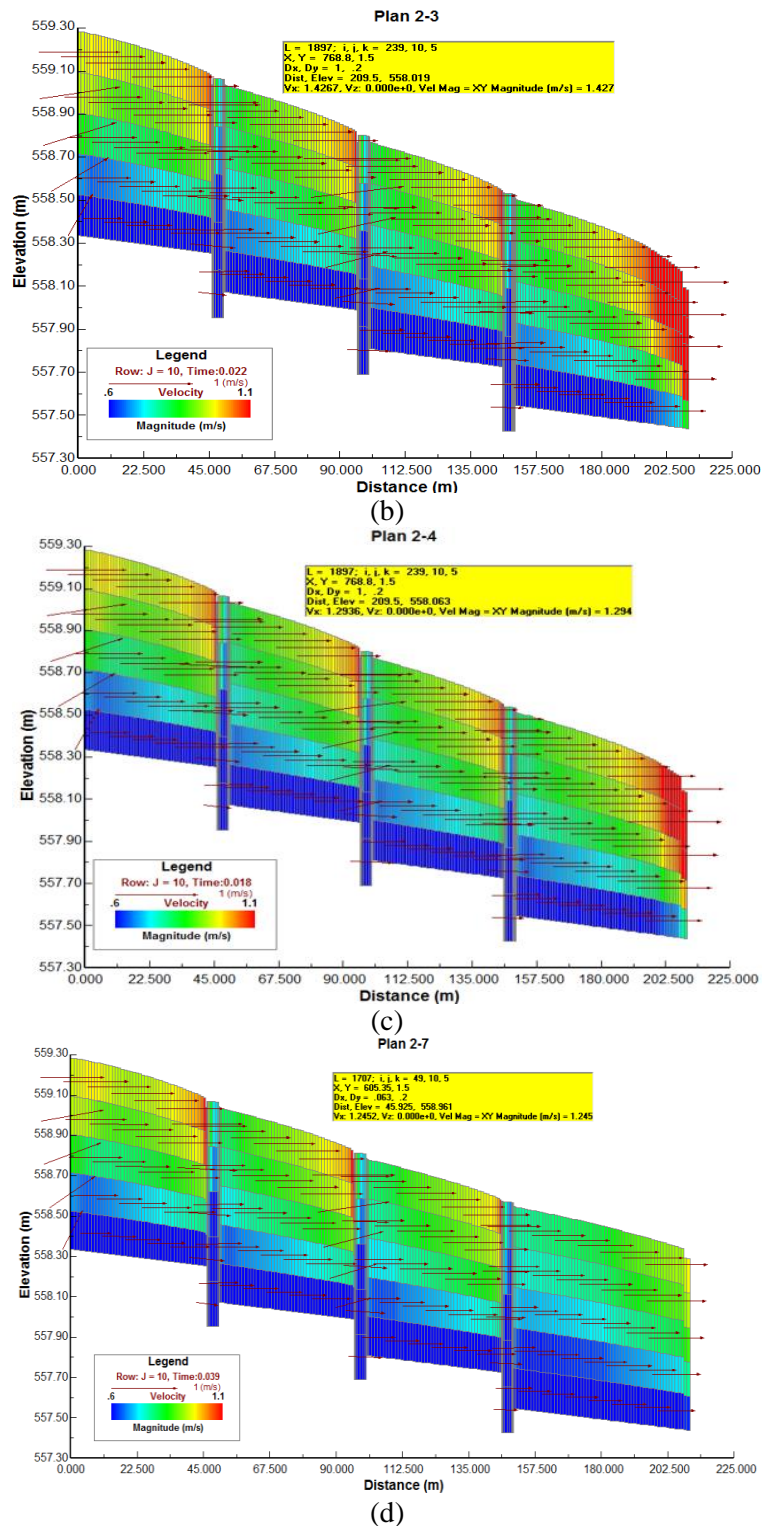 Plan 2-3
L = 1897; i, j, k = 239, 10, 5
X, Y = 768.8, 1.5
Dx, Dy = 1, .2
Dist, Elev = 209.5, 558.019
Vx: 1.4267, Vz: 0.000e+0, Vel Mag = XY Magnitude (m/s) = 1.427
559.30
559.10
558.90
558.70
558.50
558.30
558.10
557.90
557.70
557.50
557.30
Elevation (m)
Legend
Row: J = 10, Time:0.022
1 (m/s)
.6 Velocity 1.1
Magnitude (m/s)
0.000 22.500 45.000 67.500 90.000 112.500 135.000 157.500 180.000 202.500 225.000
Distance (m)
(b)
Plan 2-4
L = 1897; i, j, k = 239, 10, 5
X, Y = 768.8, 1.5
Dx, Dy = 1, .2
Dist, Elev = 209.5, 558.063
Vx: 1.2936, Vz: 0.000e+0, Vel Mag = XY Magnitude (m/s) = 1.294
559.30
559.10
558.90
558.70
558.50
558.30
558.10
557.90
557.70
557.50
557.30
Elevation (m)
Legend
Row: J = 10, Time:0.018
1 (m/s)
.6 Velocity 1.1
Magnitude (m/s)
0.000 22.500 45.000 67.500 90.000 112.500 135.000 157.500 180.000 202.500 225.000
Distance (m)
(c)
Plan 2-7
L = 1707; i, j, k = 49, 10, 5
X, Y = 605.35, 1.5
Dx, Dy = .063, .2
Dist, Elev = 45.925, 558.961
Vx: 1.2452, Vz: 0.000e+0, Vel Mag = XY Magnitude (m/s) = 1.245
559.30
559.10
558.90
558.70
558.50
558.30
558.10
557.90
557.70
557.50
557.30
Elevation (m)
Legend
Row: J = 10, Time:0.039
1 (m/s)
.6 Velocity 1.1
Magnitude (m/s)
0.000 22.500 45.000 67.500 90.000 112.500 135.000 157.500 180.000 202.500 225.000
Distance (m)
(d)